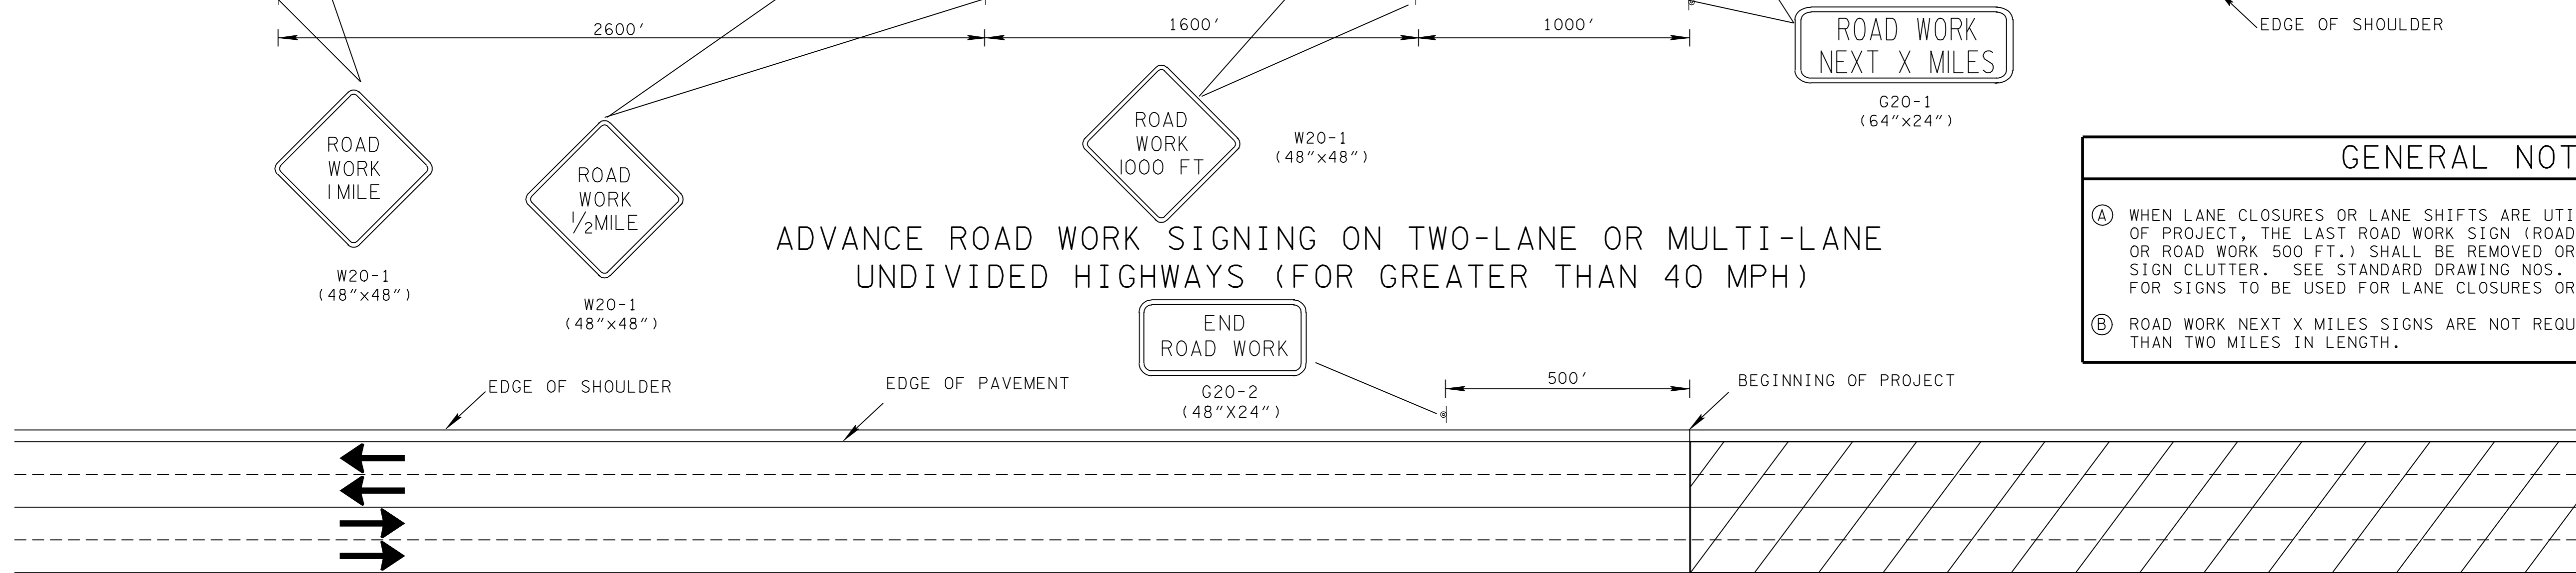 2600'
1600'
1000'
EDGE OF SHOULDER
ROAD WORK
NEXT X MILES
G20-1
(64"x24")
ROAD
WORK
1 MILE
W20-1
(48"x48")
ROAD
WORK
1/2 MILE
W20-1
(48"x48")
ROAD
WORK
1000 FT
W20-1
(48"x48")
ADVANCE ROAD WORK SIGNING ON TWO-LANE OR MULTI-LANE
UNDIVIDED HIGHWAYS (FOR GREATER THAN 40 MPH)
GENERAL
A WHEN LANE CLOSURES OR LANE SHIFTS ARE
OF PROJECT, THE LAST ROAD WORK SIGN (ROAD
OR ROAD WORK 500 FT.) SHALL BE REMOVED OR
SIGN CLUTTER. SEE STANDARD DRAWING NOS.
FOR SIGNS TO BE USED FOR LANE CLOSURES OR
B ROAD WORK NEXT X MILES SIGNS ARE NOT
THAN TWO MILES IN LENGTH.
END
ROAD WORK
G20-2
(48"X24")
EDGE OF SHOULDER
EDGE OF PAVEMENT
500'
BEGINNING OF PROJECT